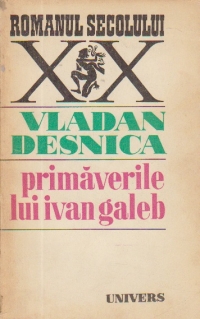 ROMANUL SECOLULUI
XX
VLADAN
DESNICA
primăverile
lui ivan galeb
UNIVERS